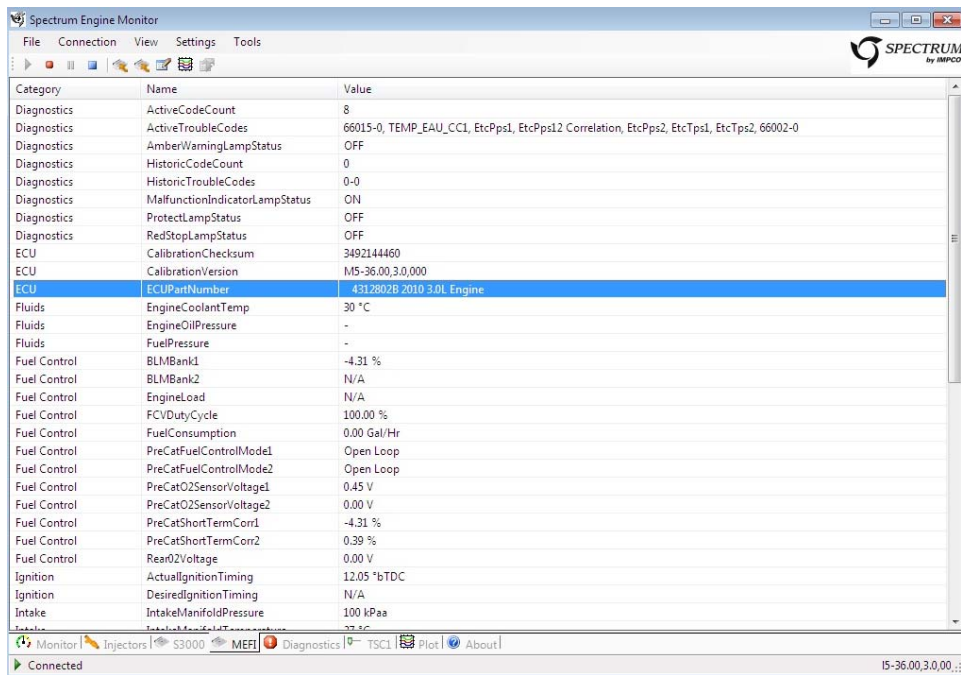 Spectrum Engine Monitor
File Connection View Settings Tools
SPECTRUM
by IMPCO
Category Name Value
Diagnostics ActiveCodeCount 8
Diagnostics ActiveTroubleCodes 66015-0, TEMP_EAU_CC1, EtcPps1, EtcPps12 Correlation, EtcPps2, EtcTps1, EtcTps2, 66002-0
Diagnostics AmberWarningLampStatus OFF
Diagnostics HistoricCodeCount 0
Diagnostics HistoricTroubleCodes 0-0
Diagnostics MalfunctionIndicatorLampStatus ON
Diagnostics ProtectLampStatus OFF
Diagnostics RedStopLampStatus OFF
ECU CalibrationChecksum 3492144460
ECU CalibrationVersion M5-36.00,3.0,000
ECU ECUPartNumber 4312802B 2010 3.0L Engine
Fluids EngineCoolantTemp 30 °C
Fluids EngineOilPressure -
Fluids FuelPressure -
Fuel Control BLMBank1 -4.31 %
Fuel Control BLMBank2 N/A
Fuel Control EngineLoad N/A
Fuel Control FCVDutyCycle 100.00 %
Fuel Control FuelConsumption 0.00 Gal/Hr
Fuel Control PreCatFuelControlMode1 Open Loop
Fuel Control PreCatFuelControlMode2 Open Loop
Fuel Control PreCatO2SensorVoltage1 0.45 V
Fuel Control PreCatO2SensorVoltage2 0.00 V
Fuel Control PreCatShortTermCorr1 -4.31 %
Fuel Control PreCatShortTermCorr2 0.39 %
Fuel Control Rear02Voltage 0.00 V
Ignition ActualIgnitionTiming 12.05 °bTDC
Ignition DesiredIgnitionTiming N/A
Intake IntakeManifoldPressure 100 kPaa
Intake IntakeManifoldTemperature 27 °C
Monitor Injectors S3000 MEFI Diagnostics TSC1 Plot About
Connected I5-36.00,3.0,00